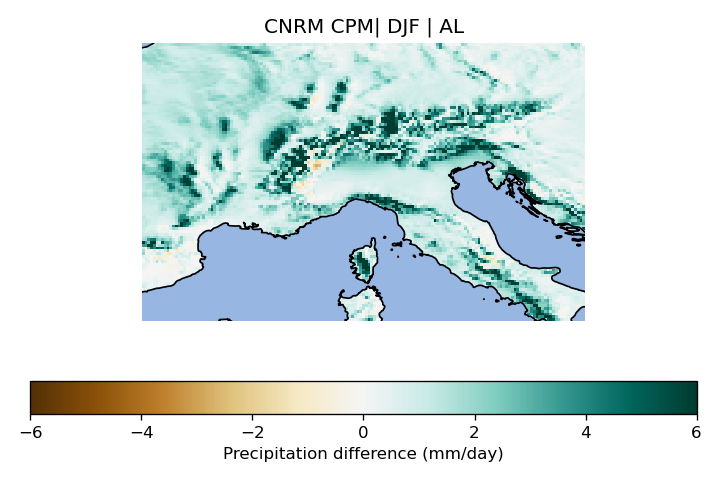 CNRM CPM| DJF | AL
−6 −4 −2 0 2 4 6
Precipitation difference (mm/day)